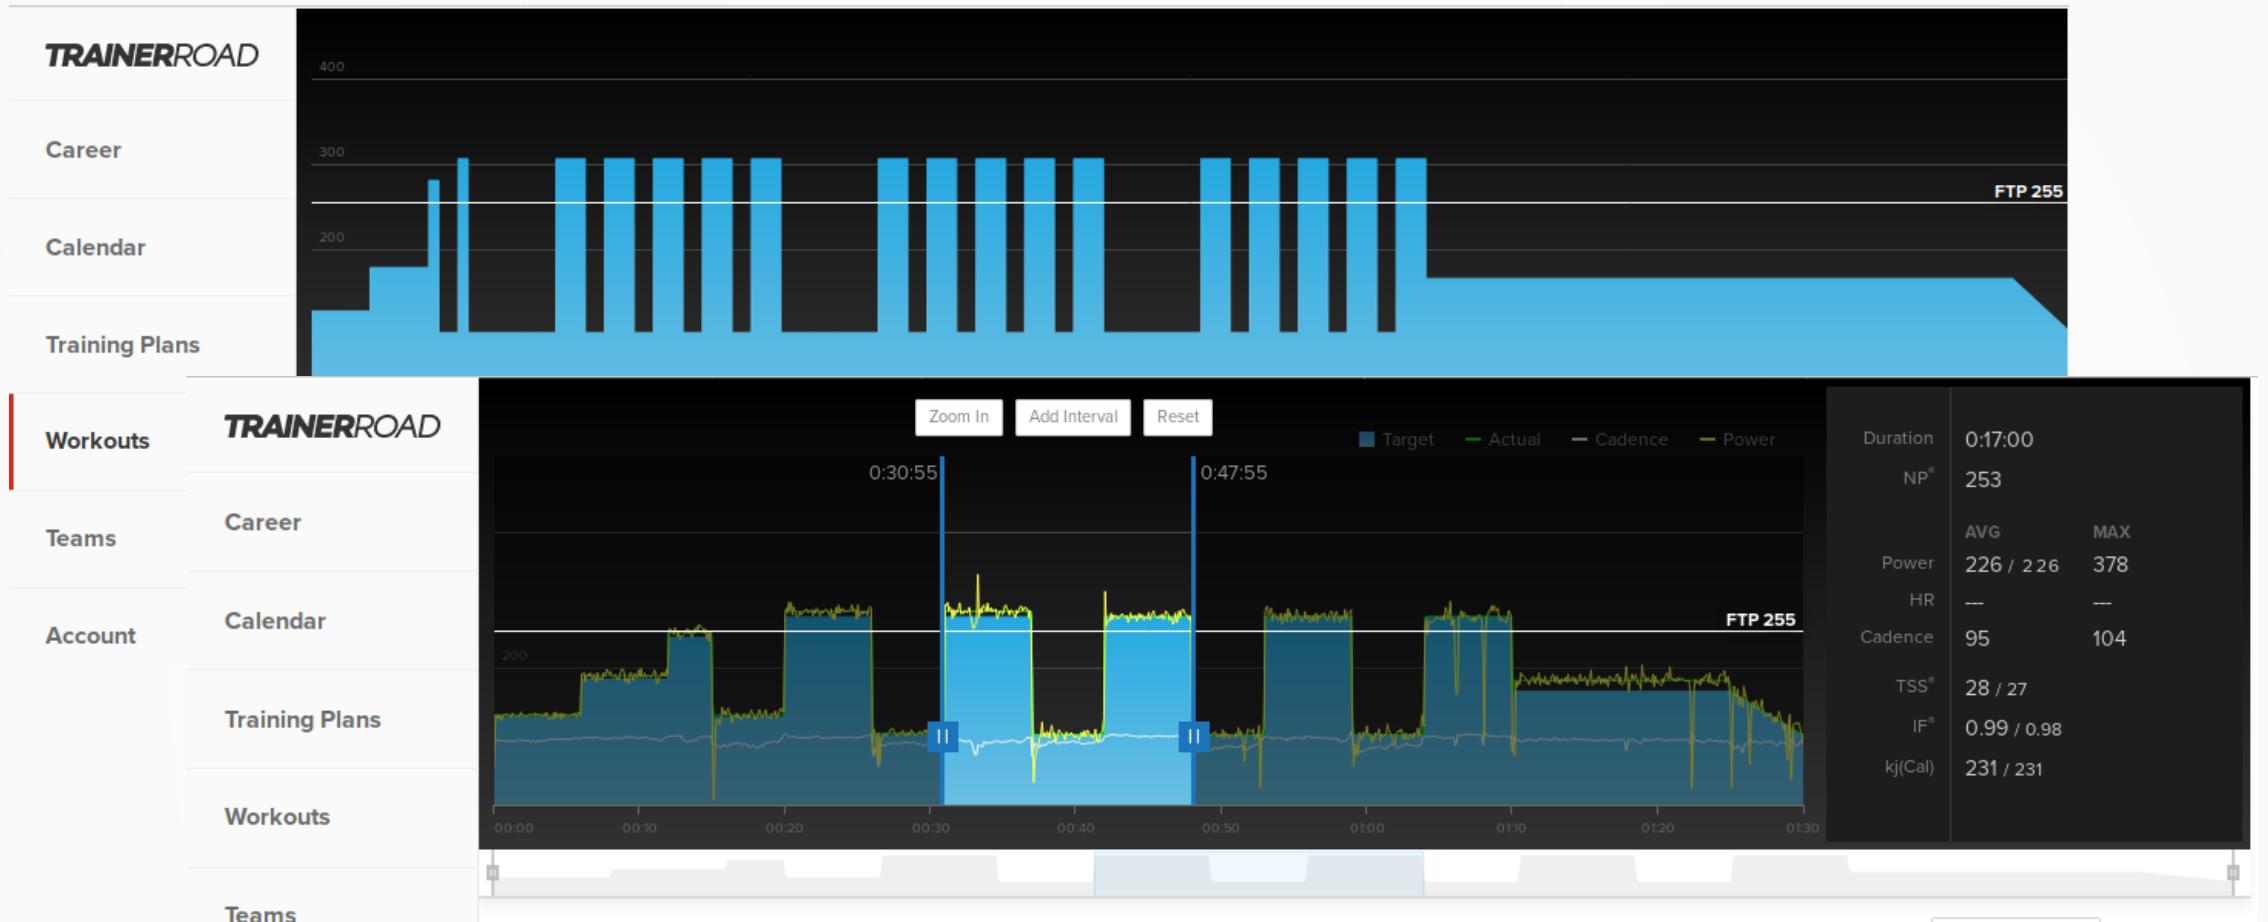 TRAINERROAD
Career
Calendar
Training Plans
Workouts
Teams
Account
400
300
200
FTP 255
TRAINERROAD
Career
Calendar
Training Plans
Workouts
Teams
Zoom In
Add Interval
Reset
Target
Actual
Cadence
Power
0:30:55
0:47:55
FTP 255
200
00:00
00:10
00:20
00:30
00:40
00:50
01:00
01:10
01:20
01:30
Duration 0:17:00
NP® 253
AVG MAX
Power 226 / 226 378
HR --- ---
Cadence 95 104
TSS® 28 / 27
IF® 0.99 / 0.98
kj(Cal) 231 / 231